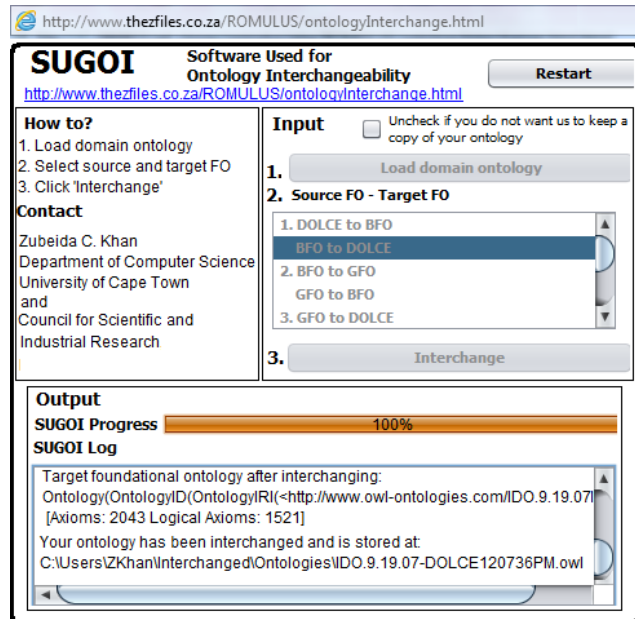 http://www.thezfiles.co.za/ROMULUS/ontologyInterchange.html
SUGOI
Software Used for
Ontology Interchangeability
Restart
http://www.thezfiles.co.za/ROMULUS/ontologyInterchange.html
How to?
1. Load domain ontology
2. Select source and target FO
3. Click 'Interchange'
Contact
Zubeida C. Khan
Department of Computer Science
University of Cape Town
and
Council for Scientific and
Industrial Research
Input
Uncheck if you do not want us to keep a
copy of your ontology
1. Load domain ontology
2. Source FO - Target FO
1. DOLCE to BFO
BFO to DOLCE
2. BFO to GFO
GFO to BFO
3. GFO to DOLCE
3. Interchange
Output
SUGOI Progress 100%
SUGOI Log
Target foundational ontology after interchanging:
Ontology(OntologyID(OntologyIRI(<http://www.owl-ontologies.com/IDO.9.19.07
[Axioms: 2043 Logical Axioms: 1521]
Your ontology has been interchanged and is stored at:
C:\Users\ZKhan\Interchanged\Ontologies\IDO.9.19.07-DOLCE120736PM.owl